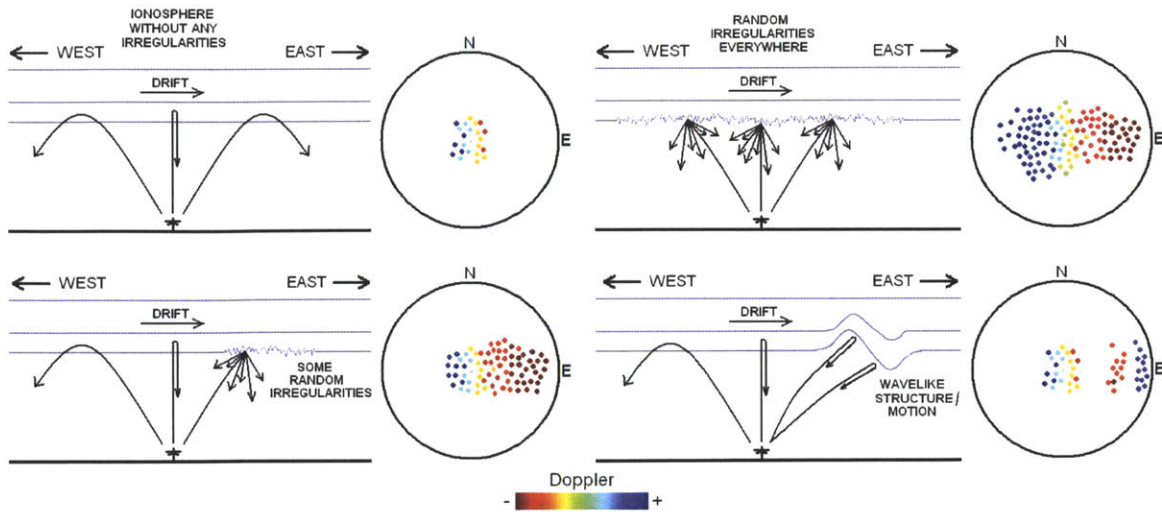 IONOSPHERE
WITHOUT ANY
IRREGULARITIES
WEST
EAST
DRIFT
N
E
RANDOM
IRREGULARITIES
EVERYWHERE
WEST
EAST
DRIFT
N
E
WEST
EAST
DRIFT
SOME
RANDOM
IRREGULARITIES
N
E
WEST
EAST
DRIFT
WAVELIKE
STRUCTURE/
MOTION
N
E
Doppler
- +